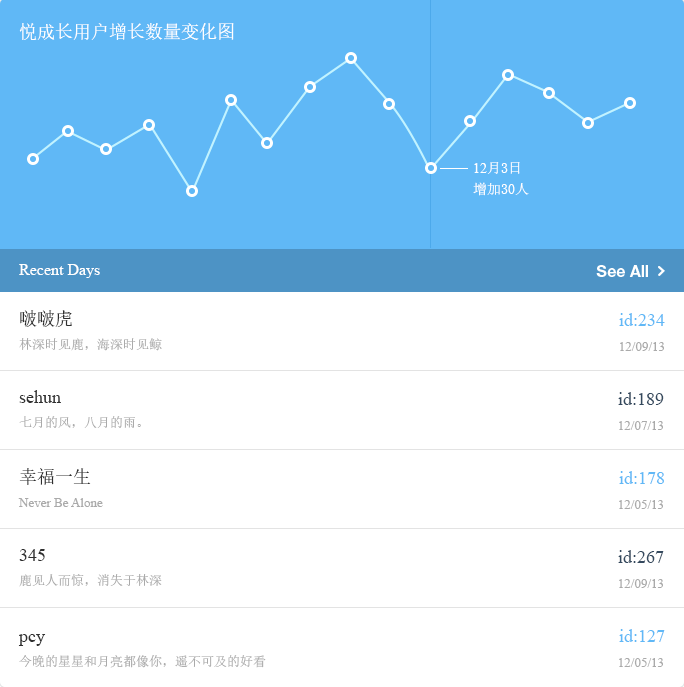 悦成长用户增长数量变化图
12月3日
增加30人
Recent Days
See All
啵啵虎
id:234
林深时见鹿，海深时见鲸
12/09/13
sehun
id:189
七月的风，八月的雨。
12/07/13
幸福一生
id:178
Never Be Alone
12/05/13
345
id:267
鹿见人而惊，消失于林深
12/09/13
pcy
id:127
今晚的星星和月亮都像你，遥不可及的好看
12/05/13